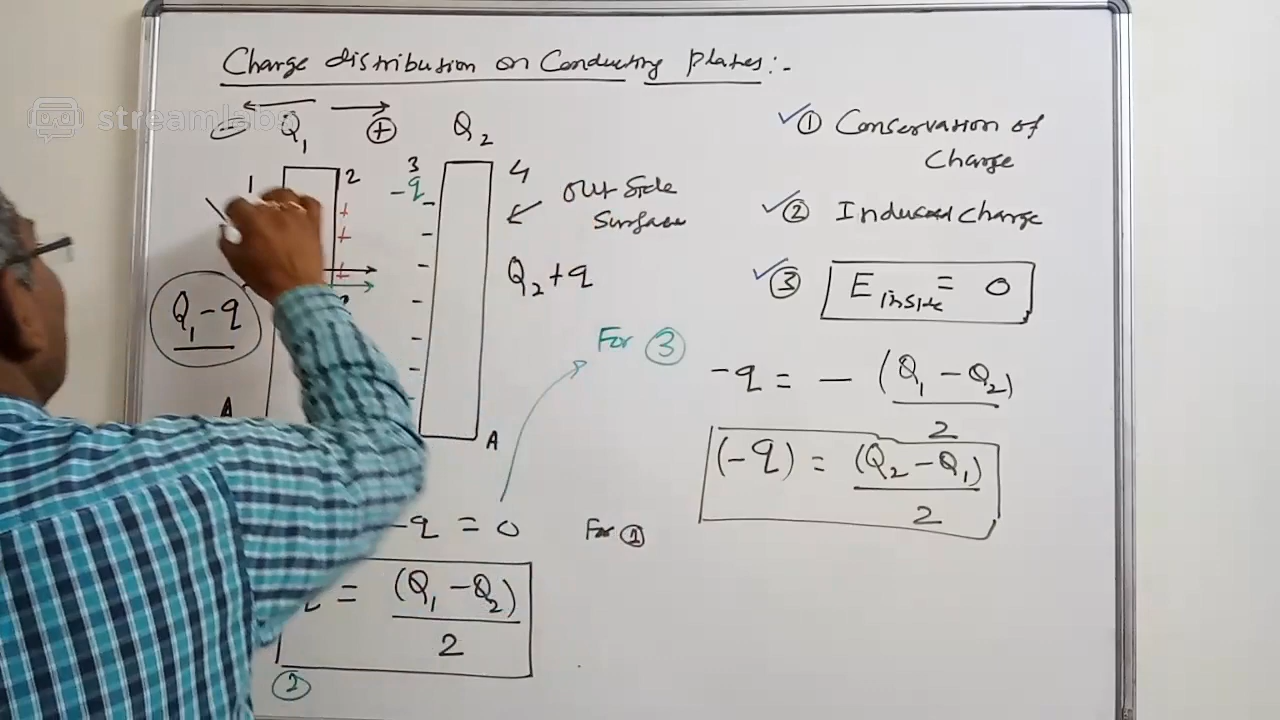 Charge distribution on Conducting plates:-
streamlabs
Q₁
Q₂
−
+
1
2
3
4
-q
+
+
+
-
-
-
-
-
-
Out Side
Surface
Q₁-q
Q₂+q
A
A
For ③
-q = 0
For ②
= (Q₁-Q₂)
2
②
✓① Conservation of
Charge
✓② Induced charge
✓③ E inside = 0
-q = - (Q₁-Q₂)
2
(-q) = (Q₂-Q₁)
2